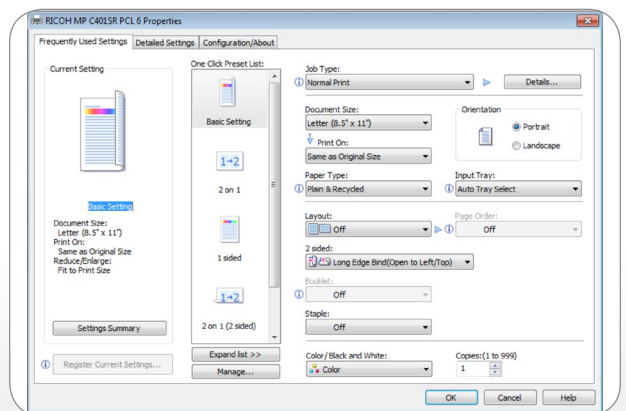 RICOH MP C401SR PCL 6 Properties
Frequently Used Settings
Detailed Settings
Configuration/About
Current Setting
Basic Setting
Document Size:
Letter (8.5" x 11")
Print On:
Same as Original Size
Reduce/Enlarge:
Fit to Print Size
Settings Summary
Register Current Settings...
One Click Preset List:
Basic Setting
1→2
2 on 1
1 sided
1→2
2 on 1 (2 sided)
Expand list >>
Manage...
Job Type:
Normal Print
Details...
Document Size:
Letter (8.5" x 11")
Print On:
Same as Original Size
Orientation
Portrait
Landscape
Paper Type:
Plain & Recycled
Input Tray:
Auto Tray Select
Layout:
Off
Page Order:
Off
2 sided:
Long Edge Bind(Open to Left/Top)
Booklet:
Off
Staple:
Off
Color/ Black and White:
Color
Copies:(1 to 999)
1
OK
Cancel
Help